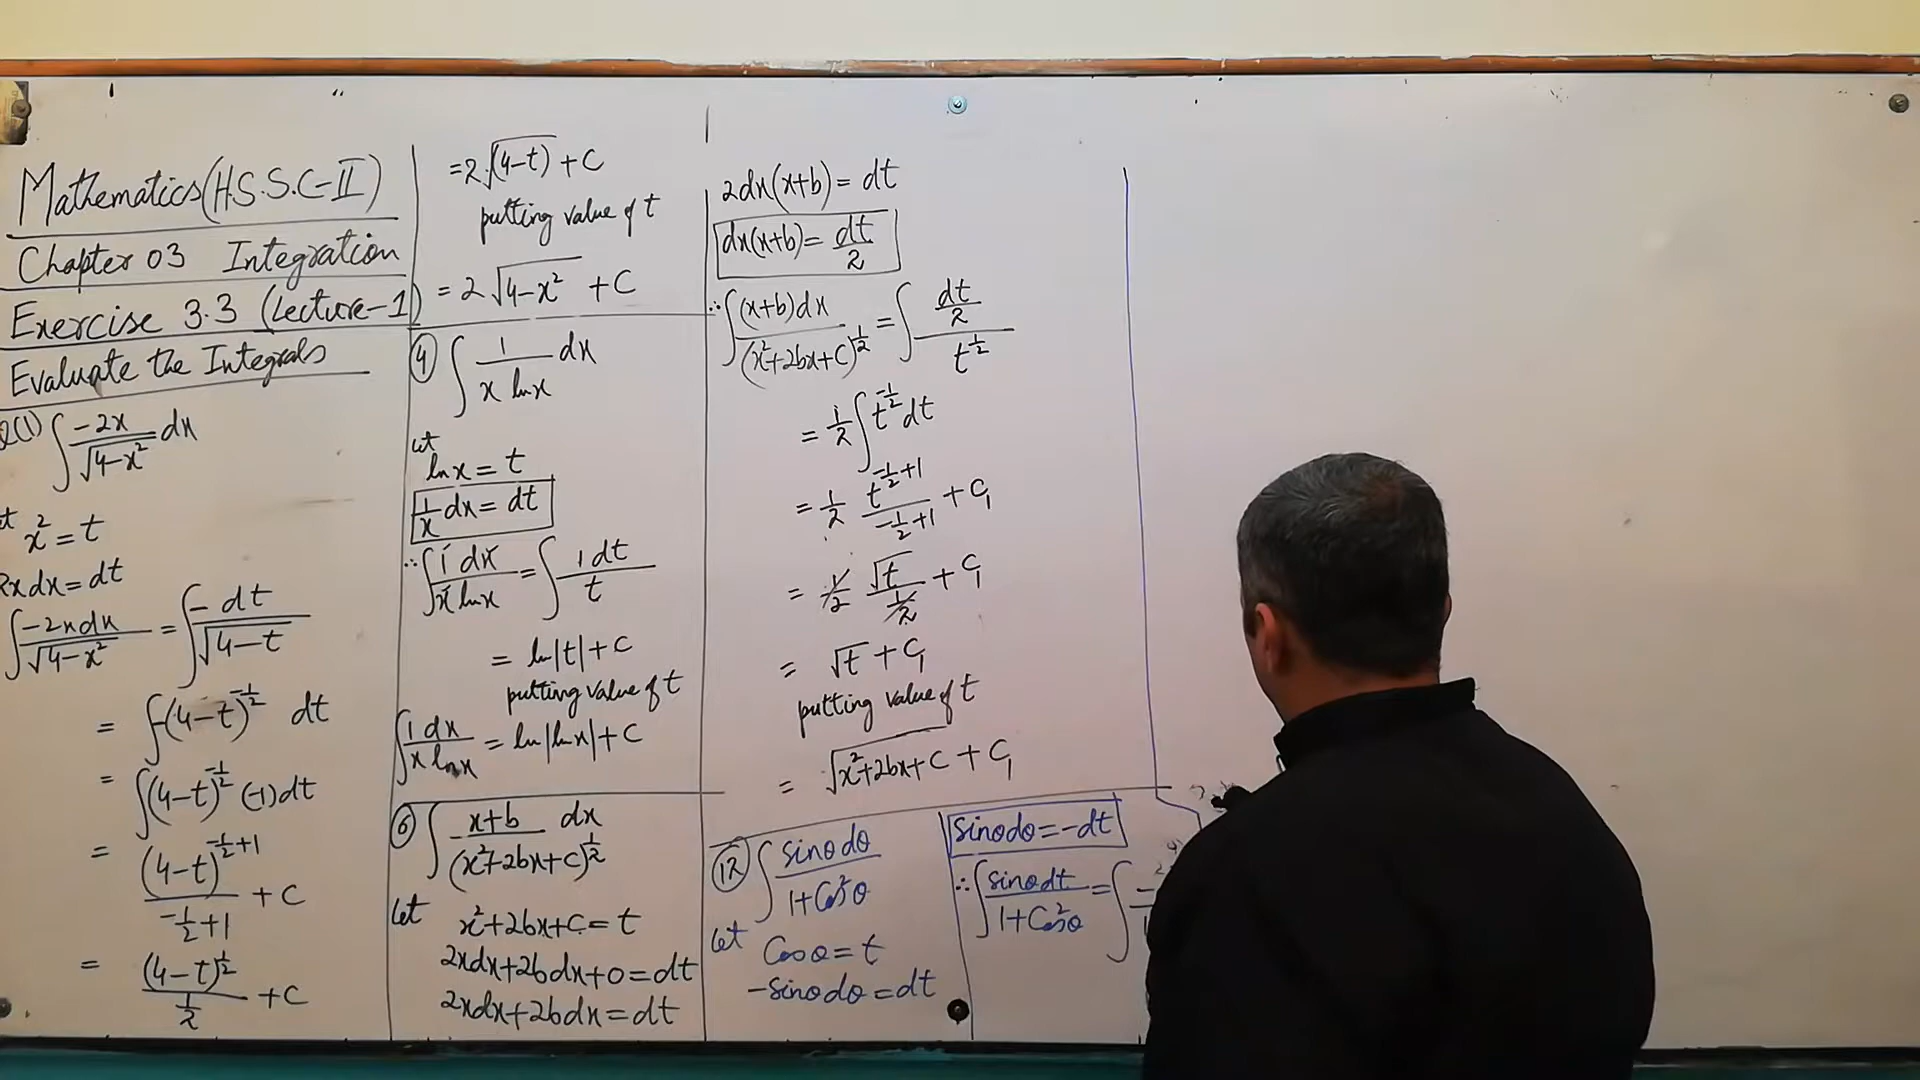 Mathematics(H.S.S.C-II)
Chapter 03 Integration
Exercise 3.3 (Lecture-1)
Evaluate the Integrals
Q(1) ∫ -2x/√(4-x²) dx
x² = t
2x dx = dt
∫ -2x dx/√(4-x²) = ∫ -dt/√(4-t)
= ∫ -(4-t)^(-1/2) dt
= ∫ (4-t)^(-1/2) (-1) dt
= (4-t)^(-1/2+1)/(-1/2+1) + C
= (4-t)^(1/2)/(1/2) + C
= 2√(4-t) + C
putting value of t
= 2√(4-x²) + C
④ ∫ 1/(x lnx) dx
let
lnx = t
1/x dx = dt
∴ ∫ 1 dx/(x lnx) = ∫ 1 dt/t
= ln|t| + C
putting value of t
∫ 1 dx/(x lnx) = ln|lnx| + C
⑥ ∫ (x+b)/(x²+2bx+C)^(1/2) dx
let x²+2bx+C = t
2xdx+2bdx+0 = dt
2xdx+2bdx = dt
2dx(x+b) = dt
dx(x+b) = dt/2
∴ ∫ (x+b)dx/(x²+2bx+C)^(1/2) = ∫ (dt/2)/t^(1/2)
= 1/2 ∫ t^(-1/2) dt
= 1/2 t^(-1/2+1)/(-1/2+1) + C₁
= 1/2 √t/(1/2) + C₁
= √t + C₁
putting value of t
= √(x²+2bx+C) + C₁
⑫ ∫ sinθ dθ/(1+Cos²θ)
let Cosθ = t
-sinθ dθ = dt
sinθ dθ = -dt
∴ ∫ sinθ dt/(1+Cos²θ) = ∫ -